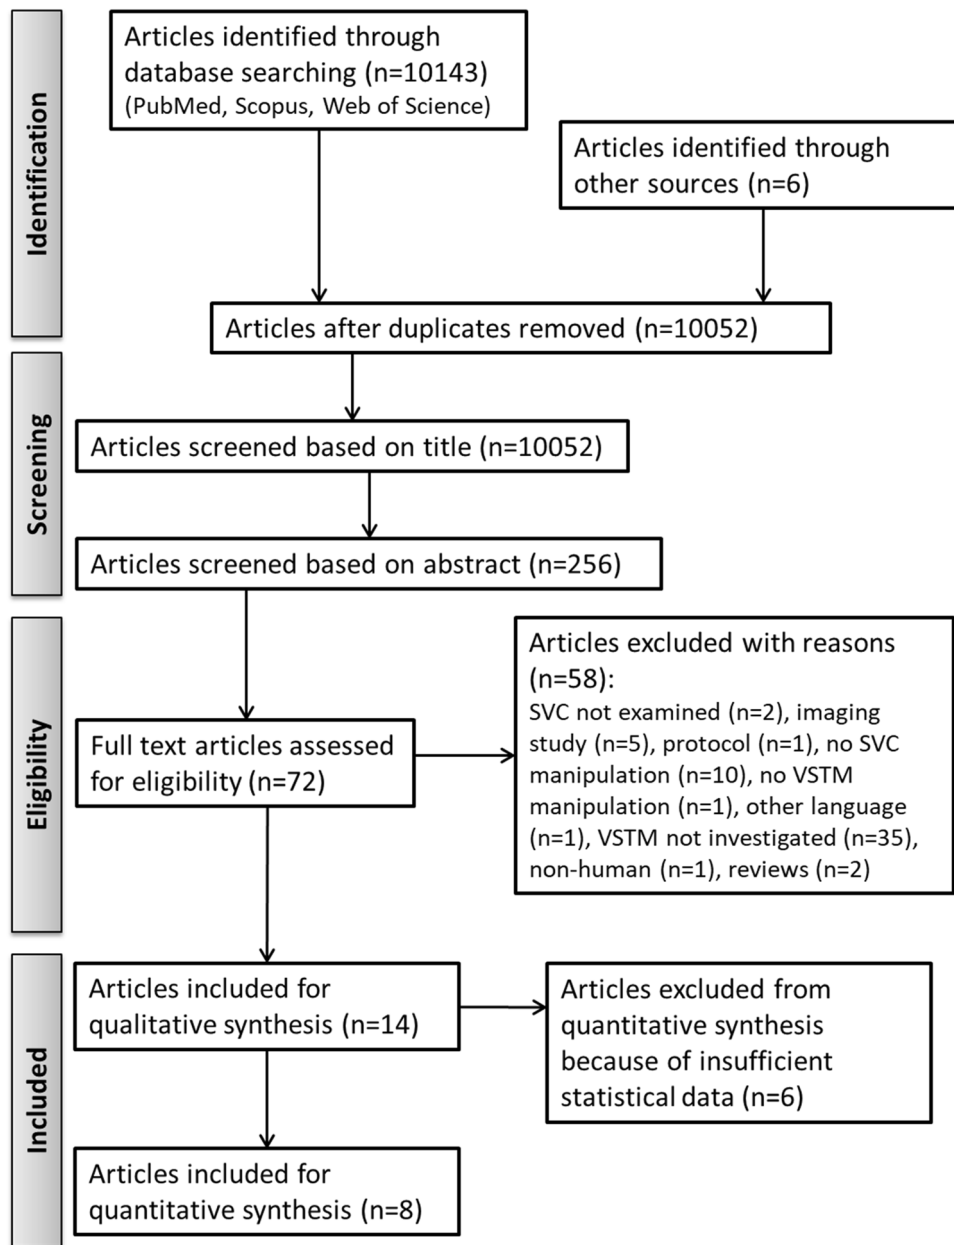 Identification
Articles identified through
database searching (n=10143)
(PubMed, Scopus, Web of Science)
Articles identified through
other sources (n=6)
Articles after duplicates removed (n=10052)
Screening
Articles screened based on title (n=10052)
Articles screened based on abstract (n=256)
Eligibility
Full text articles assessed
for eligibility (n=72)
Articles excluded with reasons
(n=58):
SVC not examined (n=2), imaging
study (n=5), protocol (n=1), no SVC
manipulation (n=10), no VSTM
manipulation (n=1), other language
(n=1), VSTM not investigated (n=35),
non-human (n=1), reviews (n=2)
Included
Articles included for
qualitative synthesis (n=14)
Articles excluded from
quantitative synthesis
because of insufficient
statistical data (n=6)
Articles included for
quantitative synthesis (n=8)